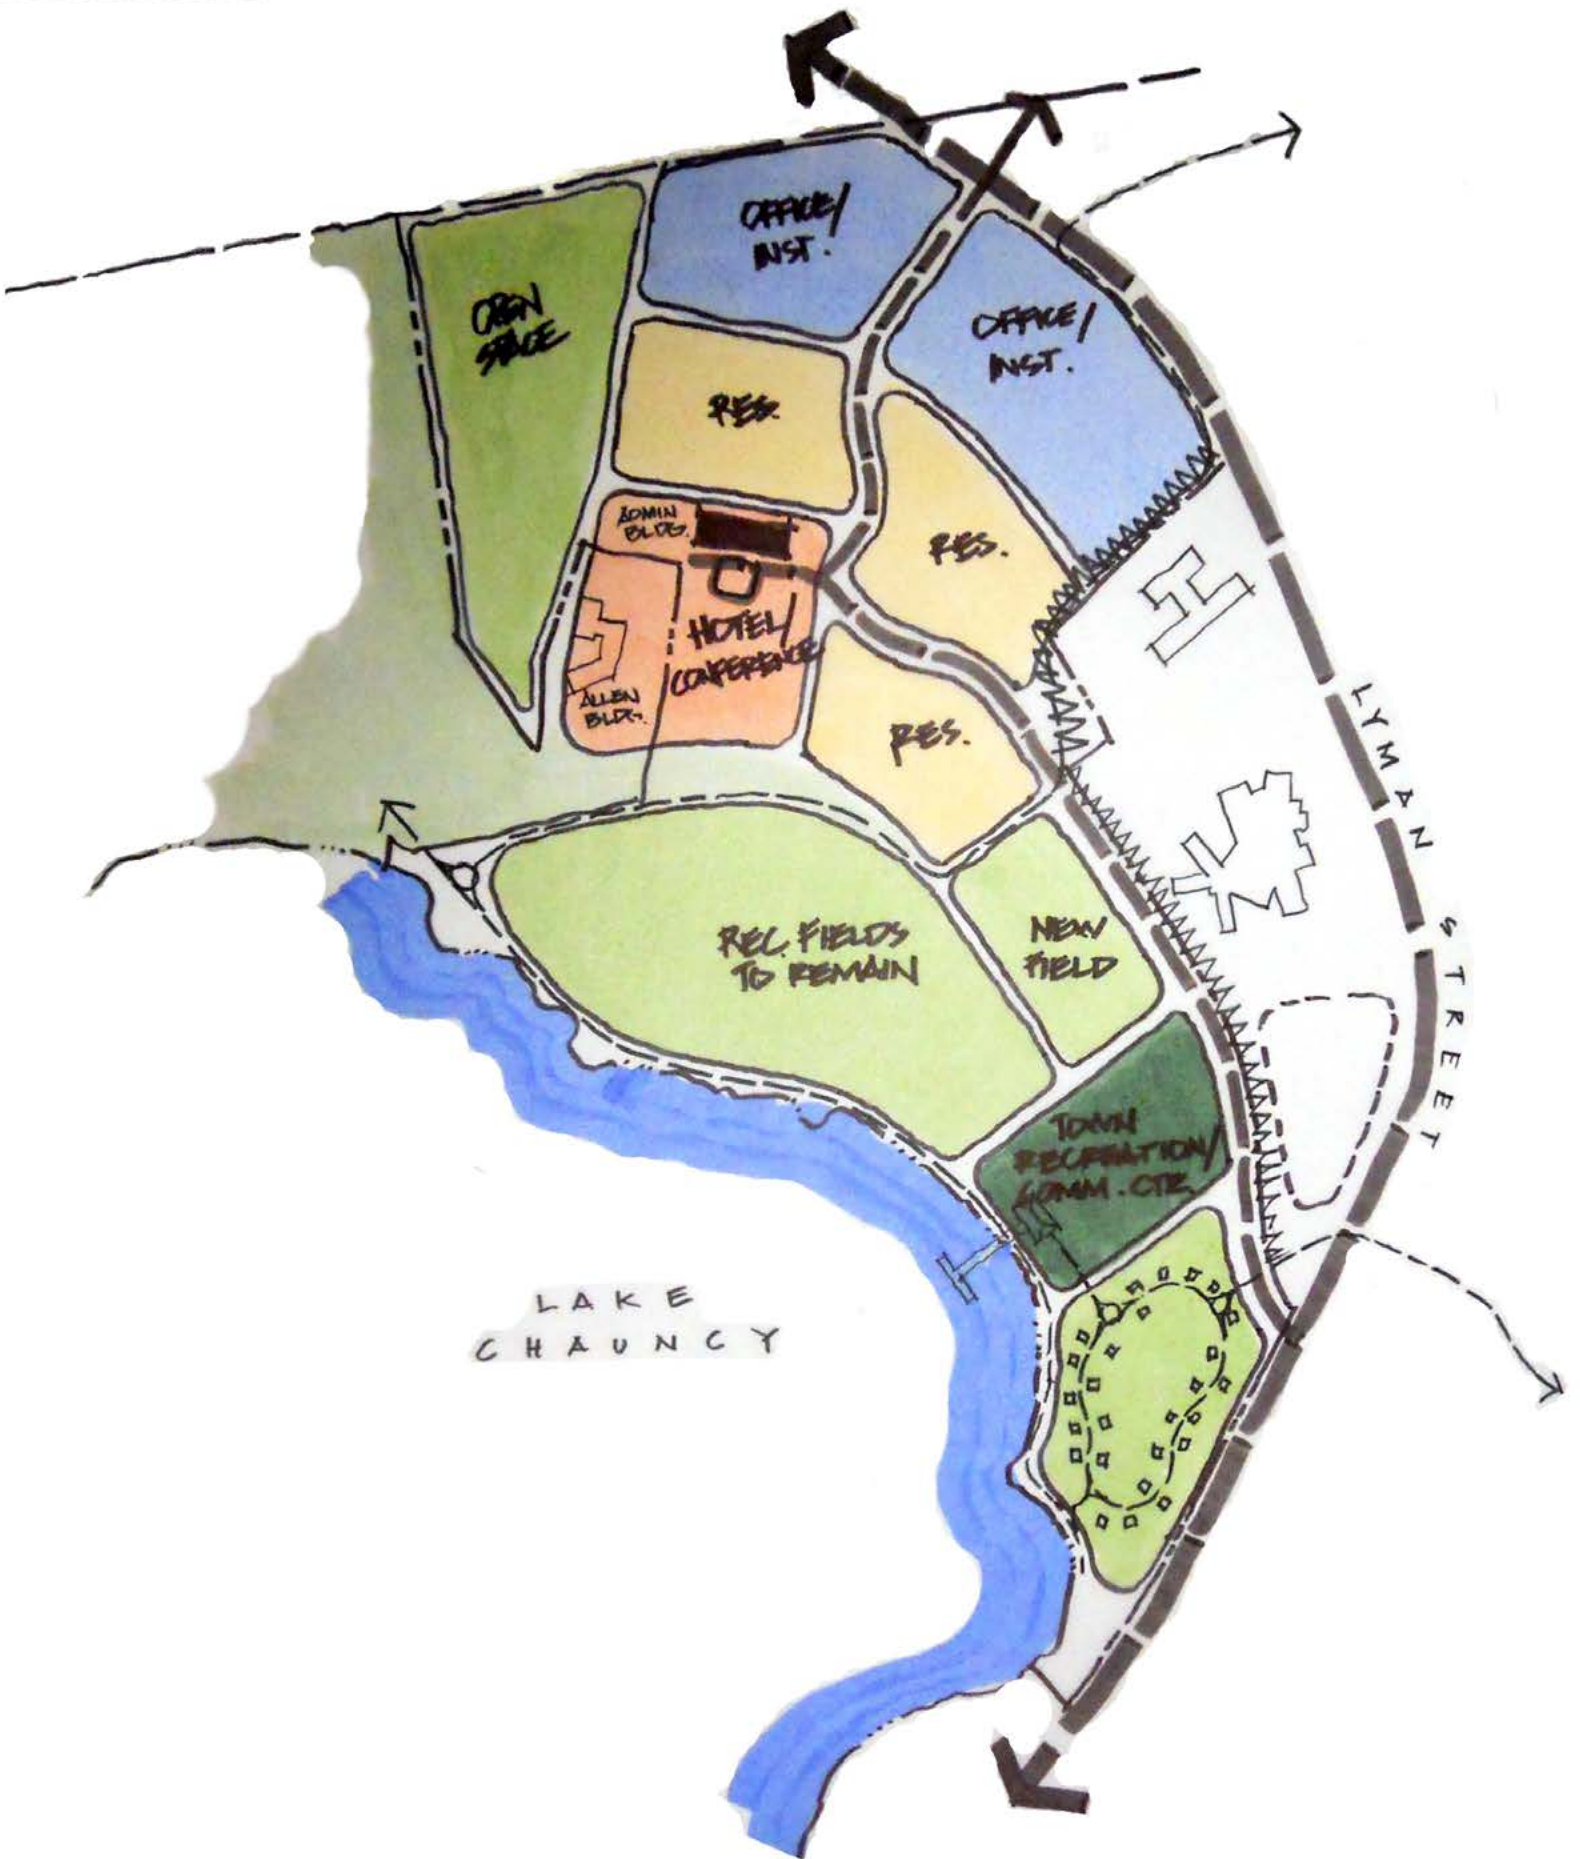 OFFICE/
INST.
OPEN
SPACE
OFFICE/
INST.
RES.
ADMIN
BLDG.
RES.
HOTEL/
CONFERENCE
ALLEN
BLDG.
RES.
LYMAN STREET
REC. FIELDS
TO REMAIN
NEW
FIELD
TOWN
RECREATION/
COMM. CTR.
LAKE
CHAUNCY